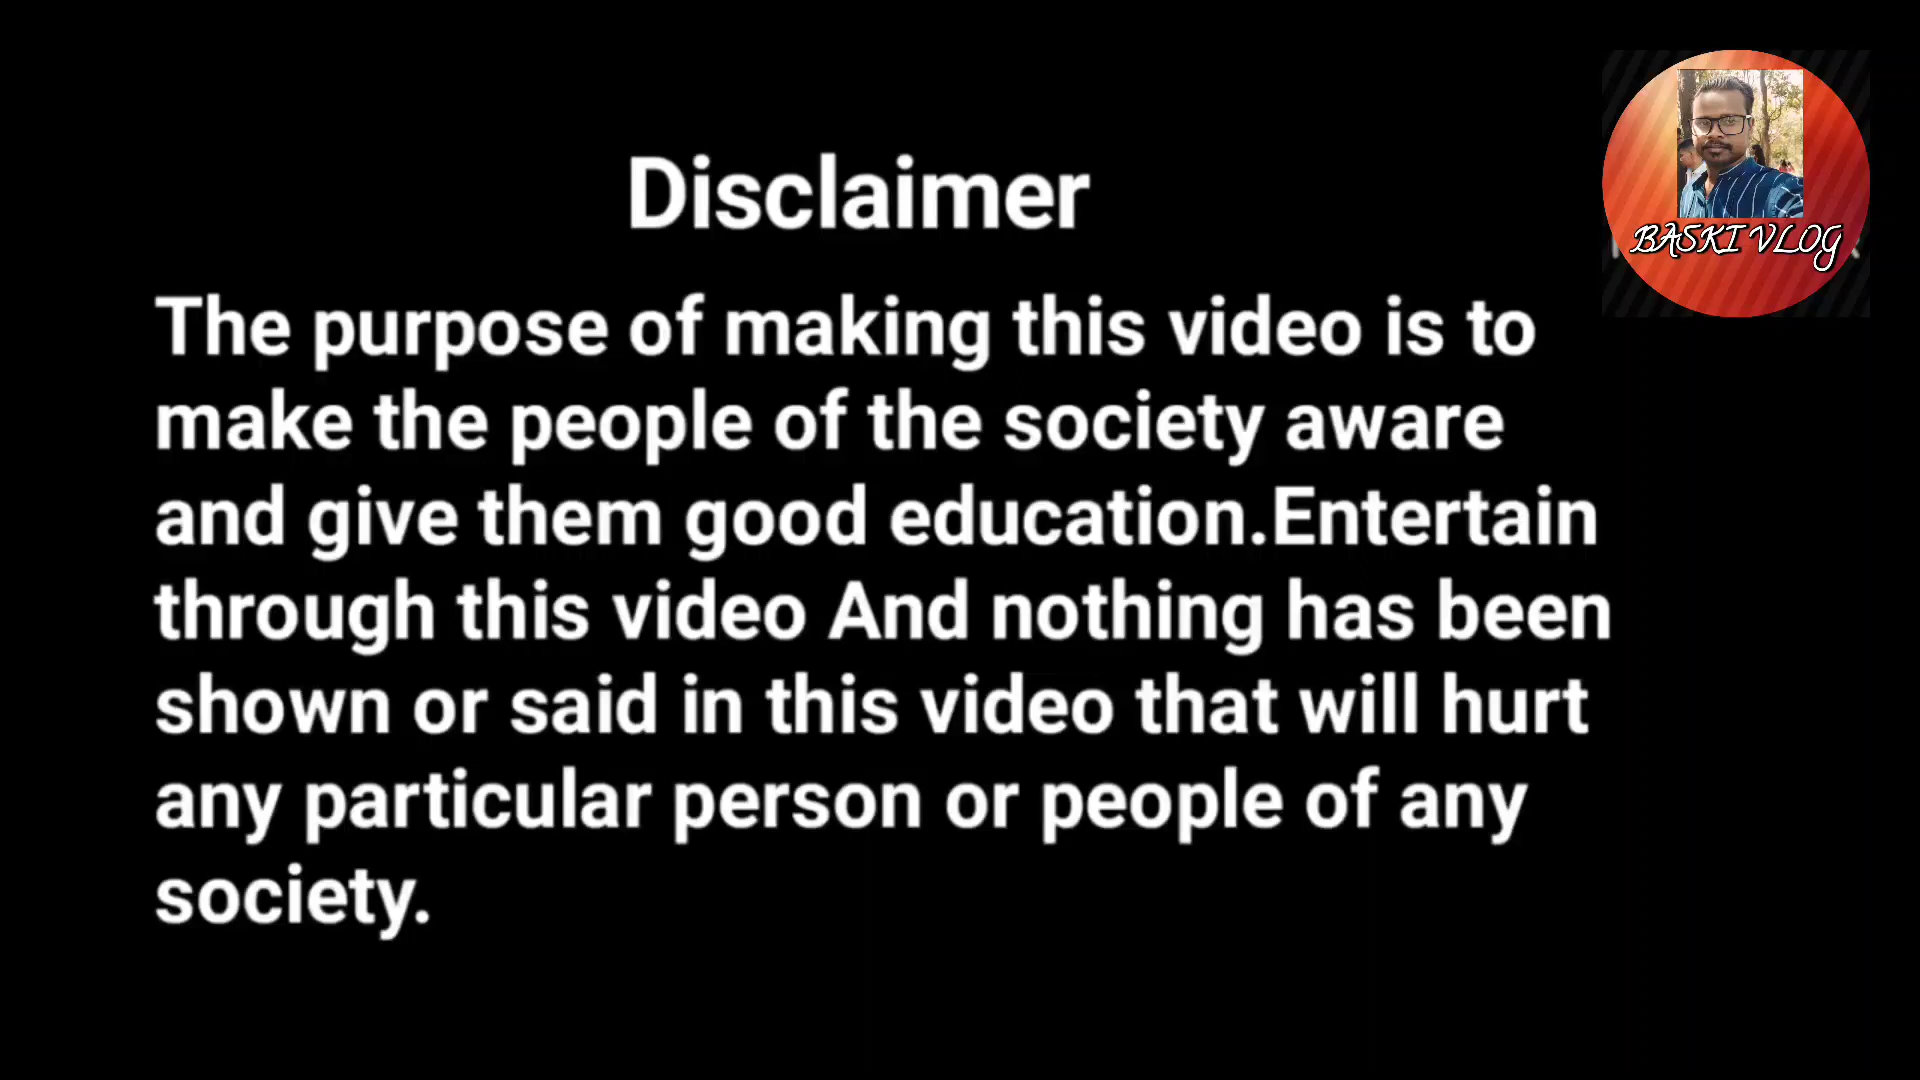 Disclaimer
BASKI VLOG
The purpose of making this video is to
make the people of the society aware
and give them good education.Entertain
through this video And nothing has been
shown or said in this video that will hurt
any particular person or people of any
society.